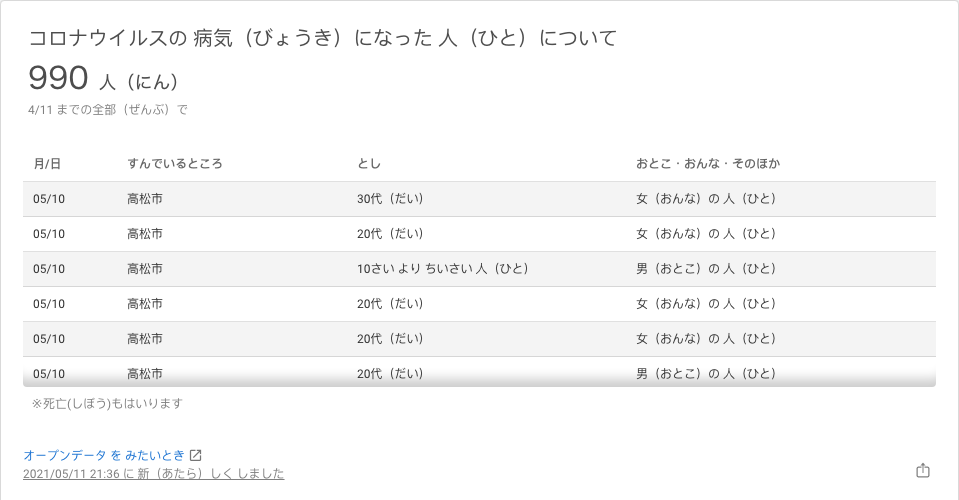 コロナウイルスの 病気（びょうき）になった 人（ひと）について
990 人（にん）
4/11 までの全部（ぜんぶ）で
月/日 すんでいるところ とし おとこ・おんな・そのほか
05/10 高松市 30代（だい） 女（おんな）の 人（ひと）
05/10 高松市 20代（だい） 女（おんな）の 人（ひと）
05/10 高松市 10さい より ちいさい 人（ひと） 男（おとこ）の 人（ひと）
05/10 高松市 20代（だい） 女（おんな）の 人（ひと）
05/10 高松市 20代（だい） 女（おんな）の 人（ひと）
05/10 高松市 20代（だい） 男（おとこ）の 人（ひと）
※死亡(しぼう)もはいります
オープンデータ を みたいとき
2021/05/11 21:36 に 新（あたら）しく しました